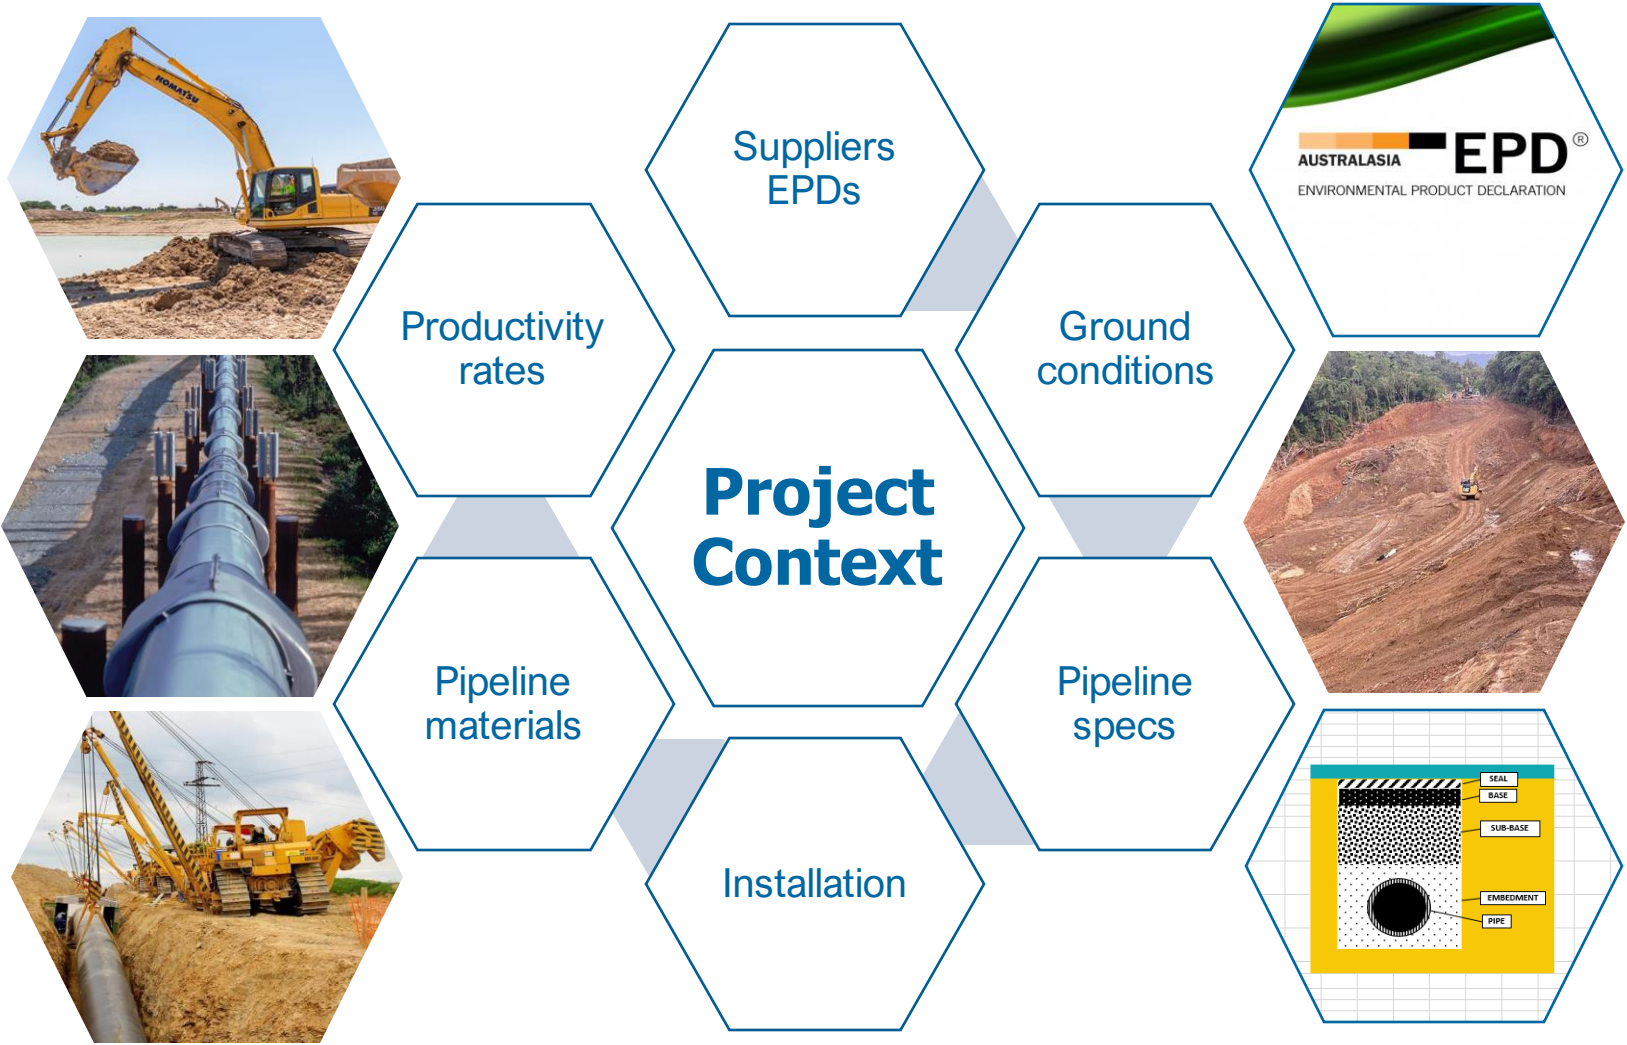 KOMATSU
Suppliers
EPDs
AUSTRALASIA EPD®
ENVIRONMENTAL PRODUCT DECLARATION
Productivity
rates
Ground
conditions
Project
Context
Pipeline
materials
Pipeline
specs
Installation
SEAL
BASE
SUB-BASE
EMBEDMENT
PIPE